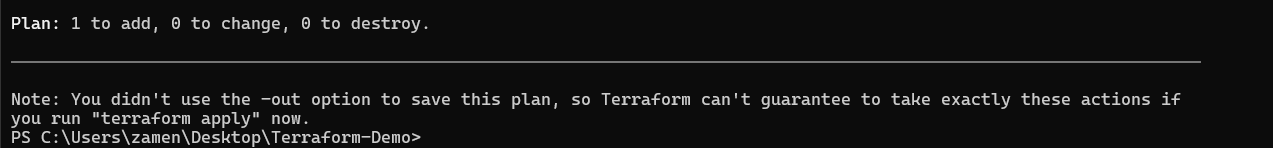 Plan: 1 to add, 0 to change, 0 to destroy.
Note: You didn't use the -out option to save this plan, so Terraform can't guarantee to take exactly these actions if
you run "terraform apply" now.
PS C:\Users\zamen\Desktop\Terraform-Demo>